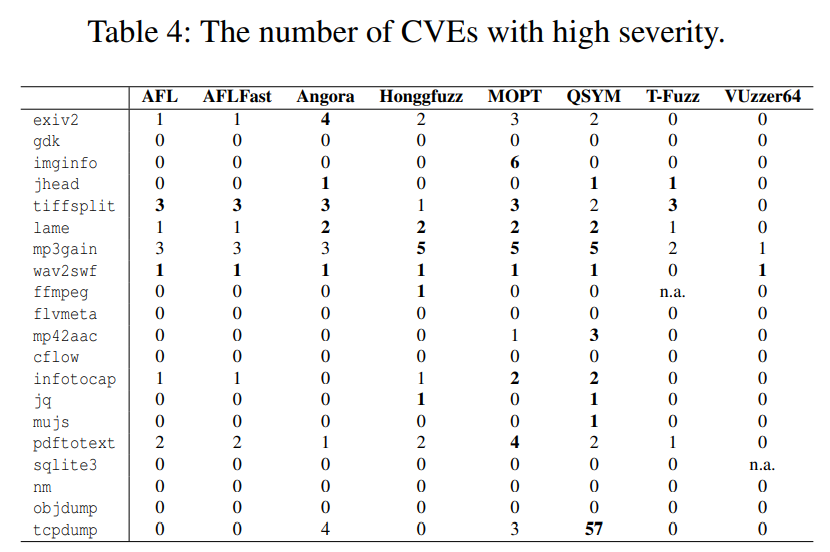 Table 4: The number of CVEs with high severity.
AFL AFLFast Angora Honggfuzz MOPT QSYM T-Fuzz VUzzer64
exiv2 1 1 4 2 3 2 0 0
gdk 0 0 0 0 0 0 0 0
imginfo 0 0 0 0 6 0 0 0
jhead 0 0 1 0 0 1 1 0
tiffsplit 3 3 3 1 3 2 3 0
lame 1 1 2 2 2 2 1 0
mp3gain 3 3 3 5 5 5 2 1
wav2swf 1 1 1 1 1 1 0 1
ffmpeg 0 0 0 1 0 0 n.a. 0
flvmeta 0 0 0 0 0 0 0 0
mp42aac 0 0 0 0 1 3 0 0
cflow 0 0 0 0 0 0 0 0
infotocap 1 1 0 1 2 2 0 0
jq 0 0 0 1 0 1 0 0
mujs 0 0 0 0 0 1 0 0
pdftotext 2 2 1 2 4 2 1 0
sqlite3 0 0 0 0 0 0 0 n.a.
nm 0 0 0 0 0 0 0 0
objdump 0 0 0 0 0 0 0 0
tcpdump 0 0 4 0 3 57 0 0